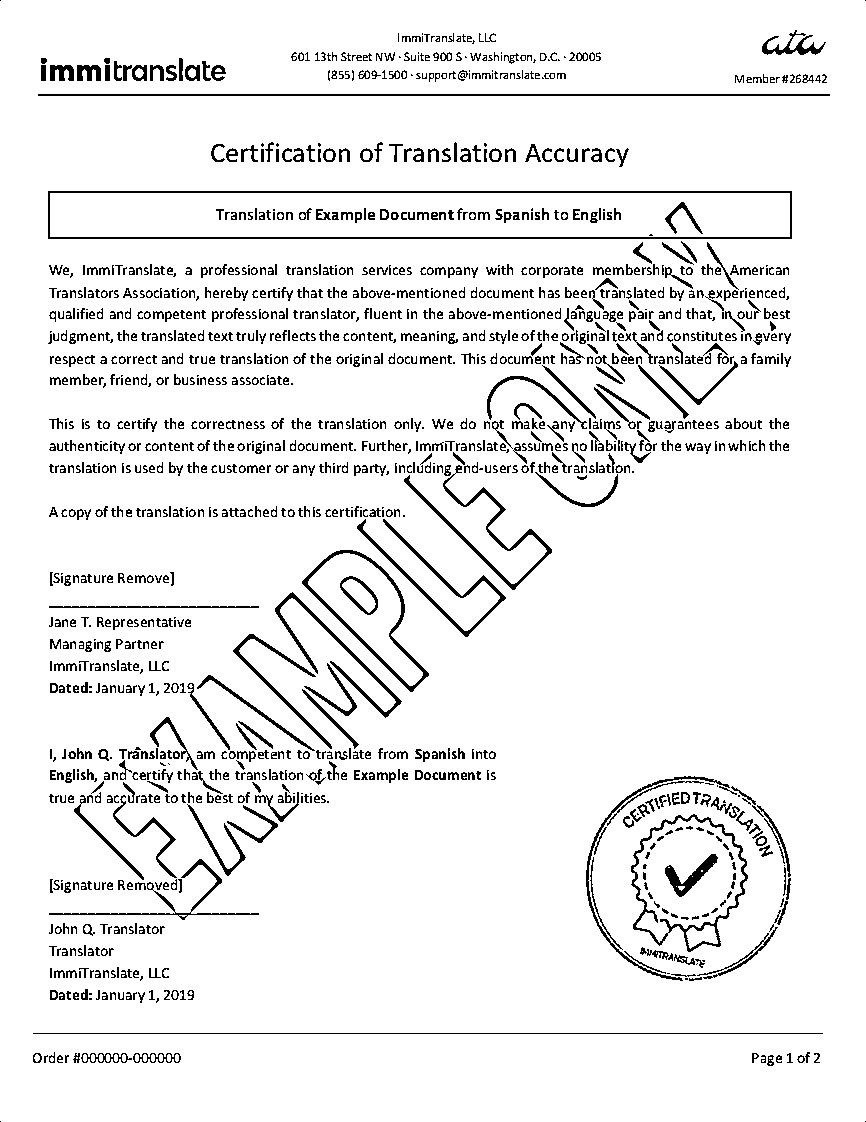 ImmiTranslate, LLC
immitranslate
601 13th Street NW · Suite 900 S · Washington, D.C. · 20005
(855) 609-1500 · support@immitranslate.com
ata
Member #268442
Certification of Translation Accuracy
Translation of Example Document from Spanish to English
We, ImmiTranslate, a professional translation services company with corporate membership to the American
Translators Association, hereby certify that the above-mentioned document has been translated by an experienced,
qualified and competent professional translator, fluent in the above-mentioned language pair and that, in our best
judgment, the translated text truly reflects the content, meaning, and style of the original text and constitutes in every
respect a correct and true translation of the original document. This document has not been translated for a family
member, friend, or business associate.
This is to certify the correctness of the translation only. We do not make any claims or guarantees about the
authenticity or content of the original document. Further, ImmiTranslate, assumes no liability for the way in which the
translation is used by the customer or any third party, including end-users of the translation.
A copy of the translation is attached to this certification.
EXAMPLE ONLY
[Signature Remove]
Jane T. Representative
Managing Partner
ImmiTranslate, LLC
Dated: January 1, 2019
I, John Q. Translator, am competent to translate from Spanish into
English, and certify that the translation of the Example Document is
true and accurate to the best of my abilities.
CERTIFIED TRANSLATION
IMMITRANSLATE
[Signature Removed]
John Q. Translator
Translator
ImmiTranslate, LLC
Dated: January 1, 2019
Order #000000-000000
Page 1 of 2